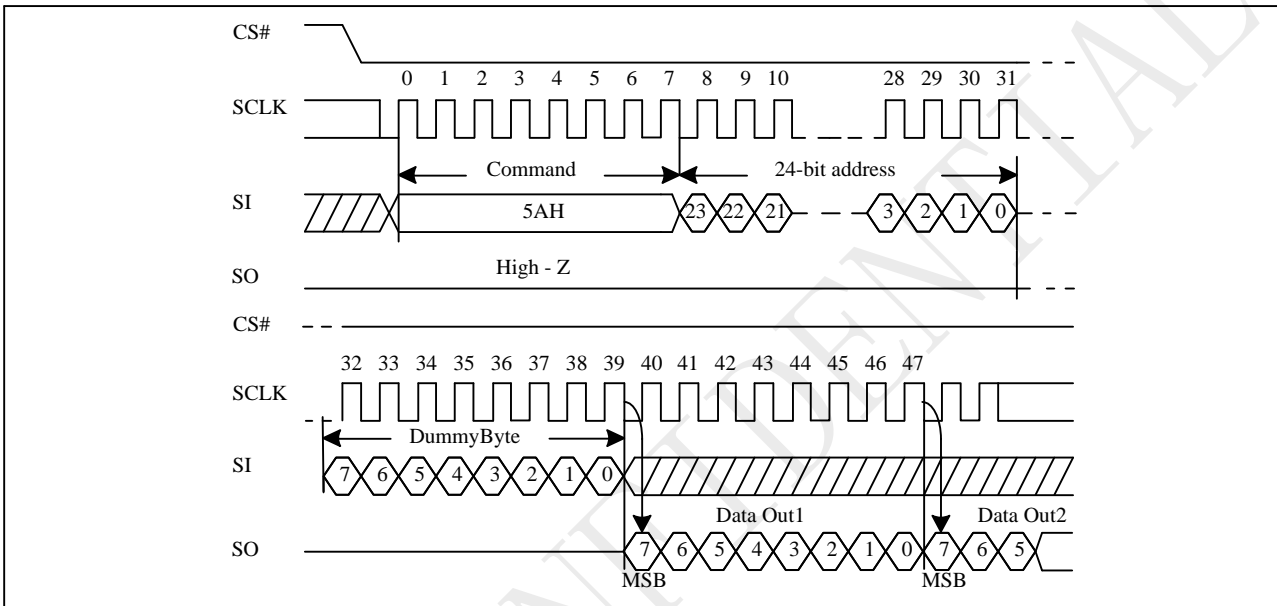 CS#
0 1 2 3 4 5 6 7 8 9 10 28 29 30 31
SCLK
Command 24-bit address
SI 5AH 23 22 21 3 2 1 0
High - Z
SO
CS#
32 33 34 35 36 37 38 39 40 41 42 43 44 45 46 47
SCLK
DummyByte
SI 7 6 5 4 3 2 1 0
Data Out1 Data Out2
SO 7 6 5 4 3 2 1 0 7 6 5
MSB MSB